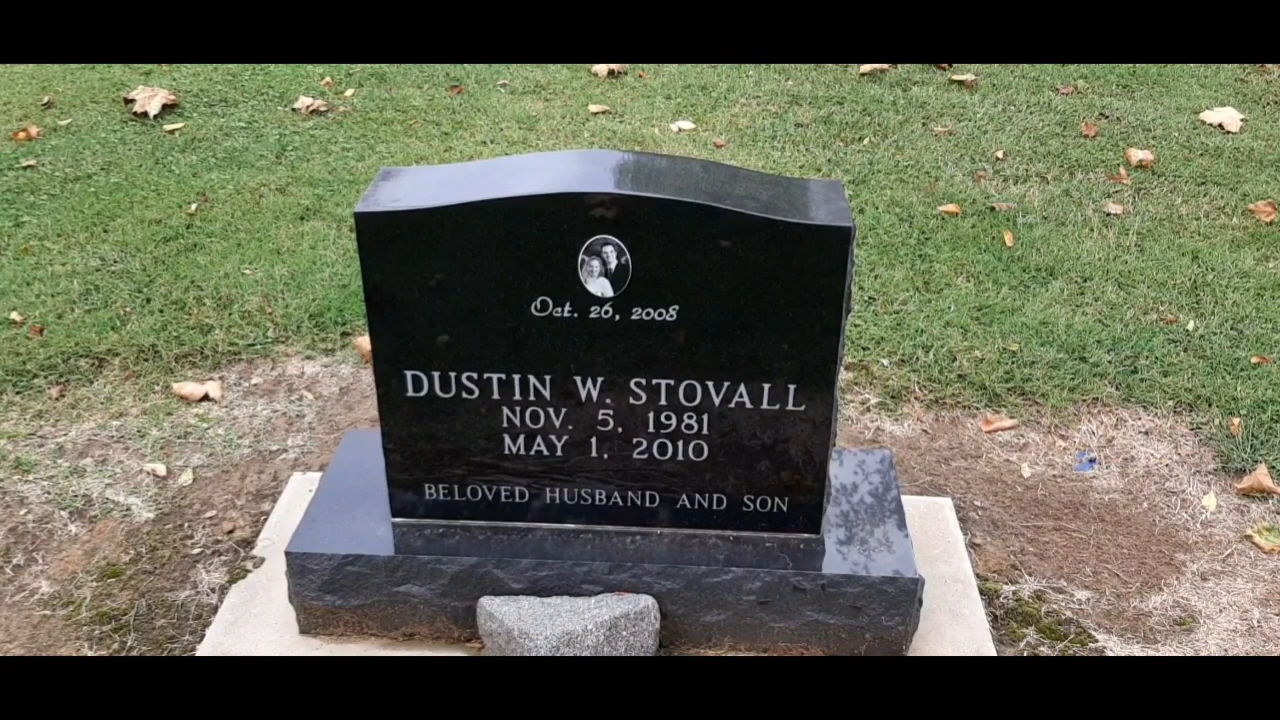 Oct. 26, 2008
DUSTIN W. STOVALL
NOV. 5, 1981
MAY 1, 2010
BELOVED HUSBAND AND SON